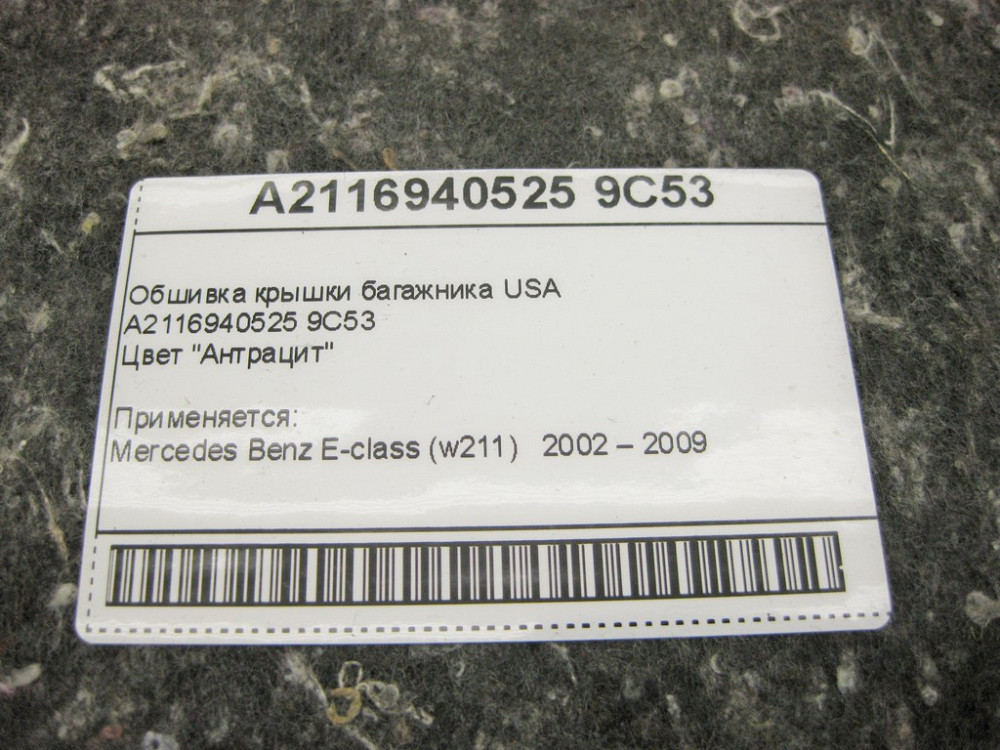 A2116940525 9C53
Обшивка крышки багажника USA
A2116940525 9C53
Цвет "Антрацит"
Применяется:
Mercedes Benz E-class (w211) 2002 – 2009